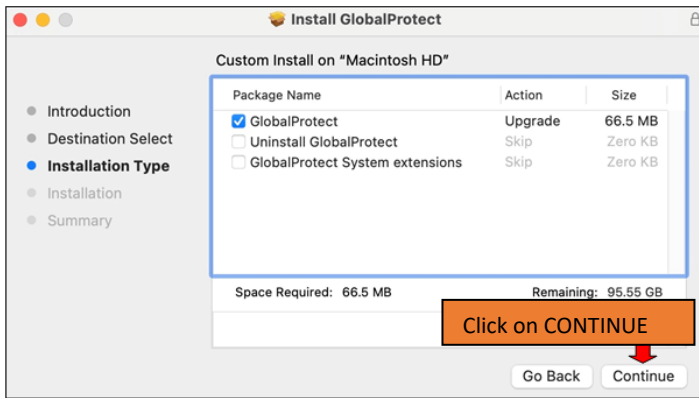 Install GlobalProtect
Custom Install on “Macintosh HD”
Introduction
Destination Select
Installation Type
Installation
Summary
Package Name Action Size
GlobalProtect Upgrade 66.5 MB
Uninstall GlobalProtect Skip Zero KB
GlobalProtect System extensions Skip Zero KB
Space Required: 66.5 MB Remaining: 95.55 GB
Click on CONTINUE
Go Back Continue